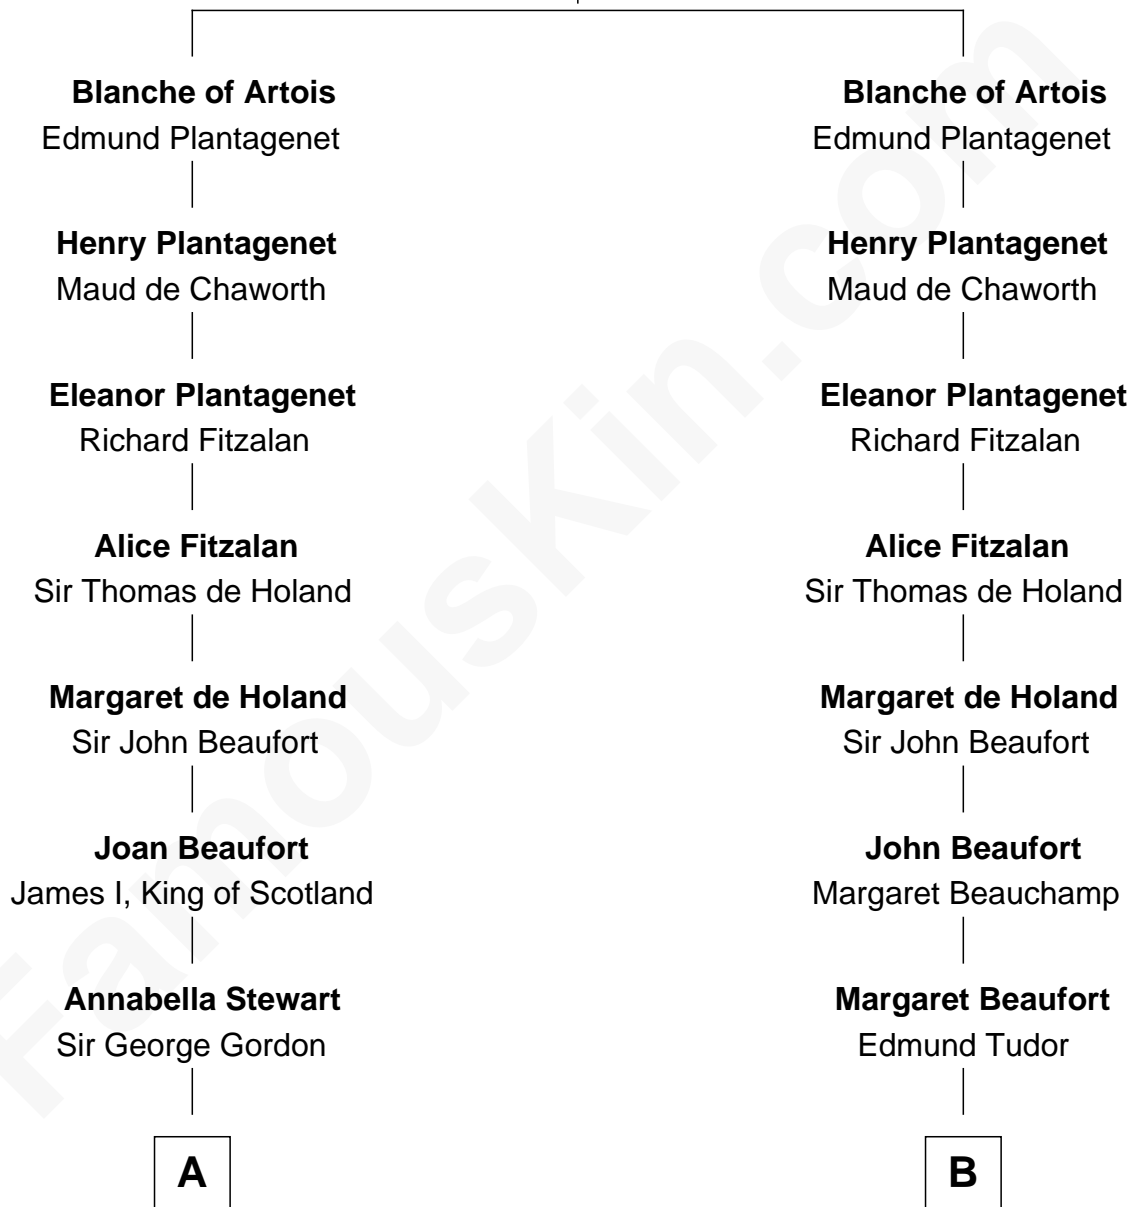 Blanche of Artois
Edmund Plantagenet
Henry Plantagenet
Maud de Chaworth
Eleanor Plantagenet
Richard Fitzalan
Alice Fitzalan
Sir Thomas de Holand
Margaret de Holand
Sir John Beaufort
Joan Beaufort
James I, King of Scotland
Annabella Stewart
Sir George Gordon
A
Blanche of Artois
Edmund Plantagenet
Henry Plantagenet
Maud de Chaworth
Eleanor Plantagenet
Richard Fitzalan
Alice Fitzalan
Sir Thomas de Holand
Margaret de Holand
Sir John Beaufort
John Beaufort
Margaret Beauchamp
Margaret Beaufort
Edmund Tudor
B
FamousKin.com